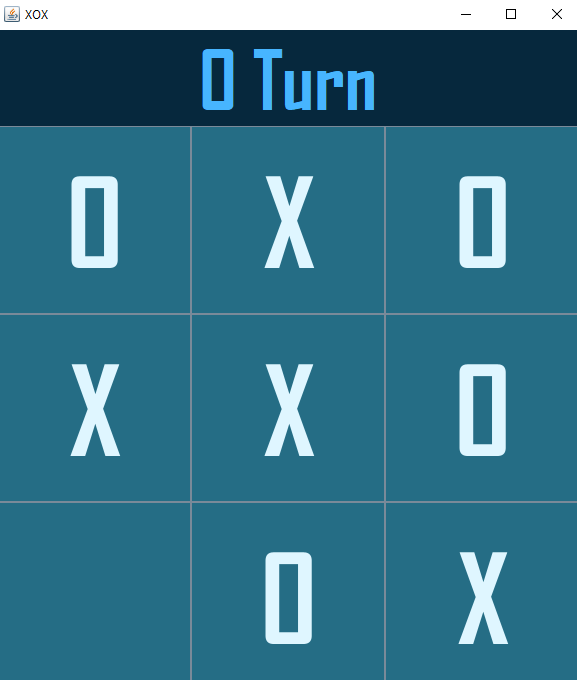 XOX
O Turn
O X O
X X O
O X